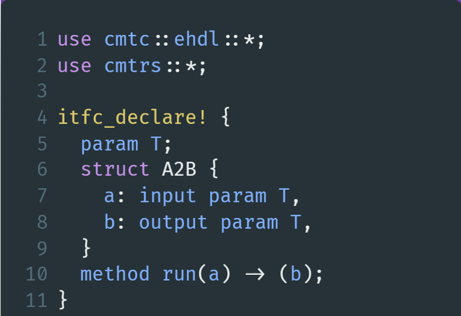 1 use cmtc::ehdl::*;
2 use cmtrs::*;
3
4 itfc_declare! {
5   param T;
6   struct A2B {
7     a: input param T,
8     b: output param T,
9   }
10   method run(a) -> (b);
11 }